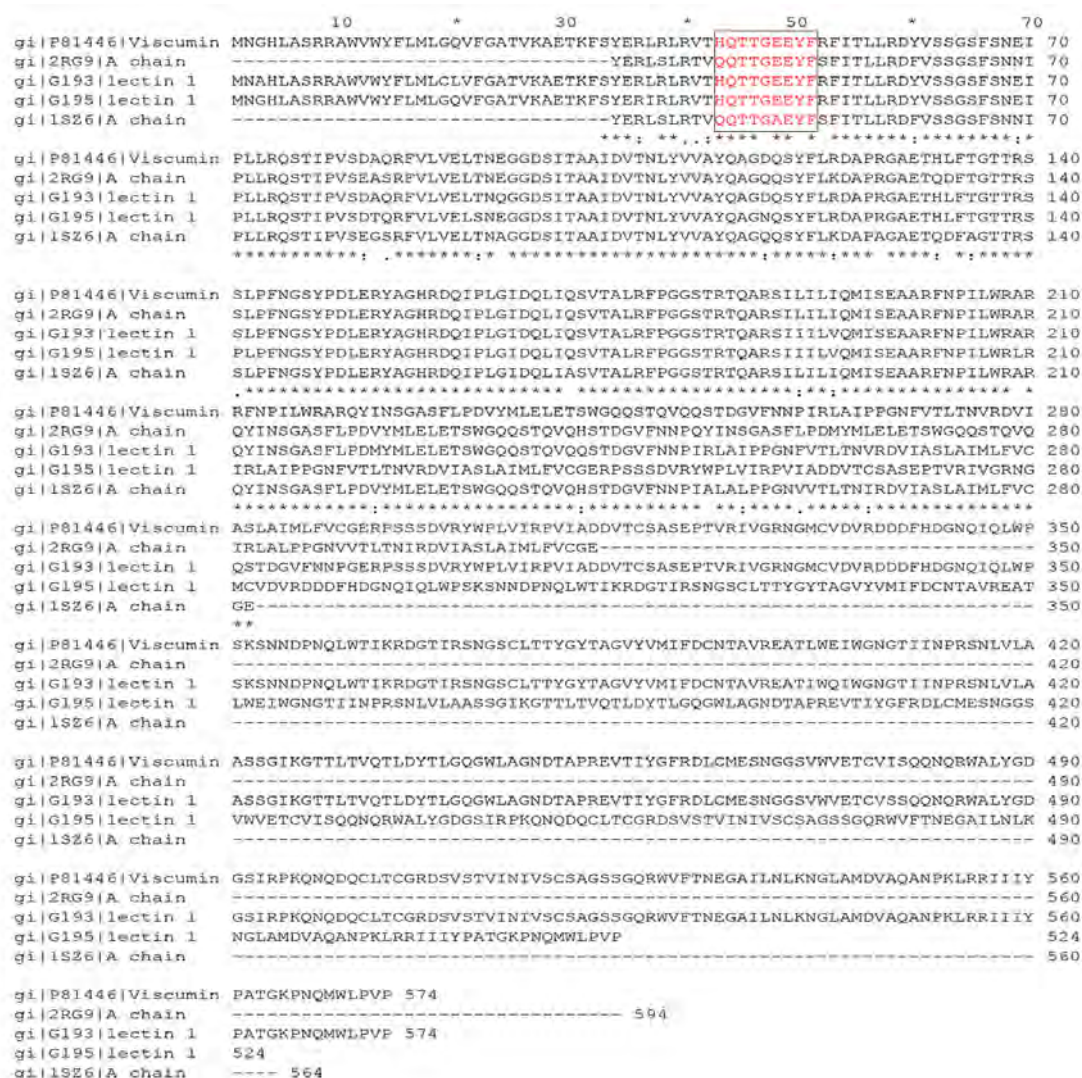 10 * 30 * 50 * 70
gi|P81446|Viscumin MNGHLASRRAWVWYFLMLGQVFGATVKAETKFSYERLRLRVTHQTTGEEYFRFITLLRDYVSSGSFSNEI 70
gi|2RG9|A chain ---------------------------------YERLSLRTVQQTTGEEYFSFITLLRDFVSSGSFSNNI 70
gi|G193|lectin 1 MNAHLASRRAWVWYFLMLCLVFGATVKAETKFSYERLRLRVTHQTTGEEYFRFITLLRDYVSSGSFSNEI 70
gi|G195|lectin 1 MNGHLASRRAWVWYFLMLGQVFGATVKAETKFSYERIRLRVTHQTTGEEYFRFITLLRDYVSSGSFSNEI 70
gi|1SZ6|A chain ---------------------------------YERLSLRTVQQTTGAEYFSFITLLRDFVSSGSFSNNI 70
***: **..:**** *** *******:********:*
gi|P81446|Viscumin PLLRQSTIPVSDAQRFVLVELTNEGGDSITAAIDVTNLYVVAYQAGDQSYFLRDAPRGAETHLFTGTTRS 140
gi|2RG9|A chain PLLRQSTIPVSEASRFVLVELTNEGGDSITAAIDVTNLYVVAYQAGQQSYFLKDAPRGAETQDFTGTTRS 140
gi|G193|lectin 1 PLLRQSTIPVSDAQRFVLVELTNQGGDSITAAIDVTNLYVVAYQAGDQSYFLRDAPRGAETHLFTGTTRS 140
gi|G195|lectin 1 PLLRQSTIPVSDTQRFVLVELSNEGGDSITAAIDVTNLYVVAYQAGNQSYFLRDAPRGAETHLFTGTTRS 140
gi|1SZ6|A chain PLLRQSTIPVSEGSRFVLVELTNAGGDSITAAIDVTNLYVVAYQAGQQSYFLKDAPAGAETQDFAGTTRS 140
***********: .*******:* **********************:*****:*** ****: *:*****
gi|P81446|Viscumin SLPFNGSYPDLERYAGHRDQIPLGIDQLIQSVTALRFPGGSTRTQARSILILIQMISEAARFNPILWRAR 210
gi|2RG9|A chain SLPFNGSYPDLERYAGHRDQIPLGIDQLIQSVTALRFPGGSTRTQARSILILIQMISEAARFNPILWRAR 210
gi|G193|lectin 1 SLPFNGSYPDLERYAGHRDQIPLGIDQLIQSVTALRFPGGSTRTQARSIIILVQMISEAARFNPILWRAR 210
gi|G195|lectin 1 PLPFNGSYPDLERYAGHRDQIPLGIDQLIQSVTALRFPGGSTRTQARSIIILVQMISEAARFNPILWRLR 210
gi|1SZ6|A chain SLPFNGSYPDLERYAGHRDQIPLGIDQLIASVTALRFPGGSTRTQARSILILIQMISEAARFNPILWRAR 210
.**************************** *******************:**:*************** *
gi|P81446|Viscumin RFNPILWRARQYINSGASFLPDVYMLELETSWGQQSTQVQQSTDGVFNNPIRLAIPPGNFVTLTNVRDVI 280
gi|2RG9|A chain QYINSGASFLPDVYMLELETSWGQQSTQVQHSTDGVFNNPQYINSGASFLPDMYMLELETSWGQQSTQVQ 280
gi|G193|lectin 1 QYINSGASFLPDMYMLELETSWGQQSTQVQQSTDGVFNNPIRLAIPPGNFVTLTNVRDVIASLAIMLFVC 280
gi|G195|lectin 1 IRLAIPPGNFVTLTNVRDVIASLAIMLFVCGERPSSSDVRYWPLVIRPVIADDVTCSASEPTVRIVGRNG 280
gi|1SZ6|A chain QYINSGASFLPDVYMLELETSWGQQSTQVQHSTDGVFNNPIALALPPGNVVTLTNIRDVIASLAIMLFVC 280
************:*****************:********* *:****.*****:**************
gi|P81446|Viscumin ASLAIMLFVCGERPSSSDVRYWPLVIRPVIADDVTCSASEPTVRIVGRNGMCVDVRDDDFHDGNQIQLWP 350
gi|2RG9|A chain IRLALPPGNVVTLTNIRDVIASLAIMLFVCGE-------------------------------------- 350
gi|G193|lectin 1 QSTDGVFNNPGERPSSSDVRYWPLVIRPVIADDVTCSASEPTVRIVGRNGMCVDVRDDDFHDGNQIQLWP 350
gi|G195|lectin 1 MCVDVRDDDFHDGNQIQLWPSKSNNDPNQLWTIKRDGTIRSNGSCLTTYGYTAGVYVMIFDCNTAVREAT 350
gi|1SZ6|A chain GE-------------------------------------------------------------------- 350
**
gi|P81446|Viscumin SKSNNDPNQLWTIKRDGTIRSNGSCLTTYGYTAGVYVMIFDCNTAVREATLWEIWGNGTIINPRSNLVLA 420
gi|2RG9|A chain ---------------------------------------------------------------------- 420
gi|G193|lectin 1 SKSNNDPNQLWTIKRDGTIRSNGSCLTTYGYTAGVYVMIFDCNTAVREATIWQIWGNGTIINPRSNLVLA 420
gi|G195|lectin 1 LWEIWGNGTIINPRSNLVLAASSGIKGTTLTVQTLDYTLGQGWLAGNDTAPREVTIYGFRDLCMESNGGS 420
gi|1SZ6|A chain ---------------------------------------------------------------------- 420
gi|P81446|Viscumin ASSGIKGTTLTVQTLDYTLGQGWLAGNDTAPREVTIYGFRDLCMESNGGSVWVETCVISQQNQRWALYGD 490
gi|2RG9|A chain ---------------------------------------------------------------------- 490
gi|G193|lectin 1 ASSGIKGTTLTVQTLDYTLGQGWLAGNDTAPREVTIYGFRDLCMESNGGSVWVETCVSSQQNQRWALYGD 490
gi|G195|lectin 1 VWVETCVISQQNQRWALYGDGSIRPKQNQDQCLTCGRDSVSTVINIVSCSAGSSGQRWVFTNEGAILNLK 490
gi|1SZ6|A chain ---------------------------------------------------------------------- 490
gi|P81446|Viscumin GSIRPKQNQDQCLTCGRDSVSTVINIVSCSAGSSGQRWVFTNEGAILNLKNGLAMDVAQANPKLRRIIIY 560
gi|2RG9|A chain ---------------------------------------------------------------------- 560
gi|G193|lectin 1 GSIRPKQNQDQCLTCGRDSVSTVINIVSCSAGSSGQRWVFTNEGAILNLKNGLAMDVAQANPKLRRIIIY 560
gi|G195|lectin 1 NGLAMDVAQANPKLRRIIIYPATGKPNQMWLPVP 524
gi|1SZ6|A chain ---------------------------------------------------------------------- 560
gi|P81446|Viscumin PATGKPNQMWLPVP 574
gi|2RG9|A chain ---------------------------------- 594
gi|G193|lectin 1 PATGKPNQMWLPVP 574
gi|G195|lectin 1 524
gi|1SZ6|A chain ---- 564